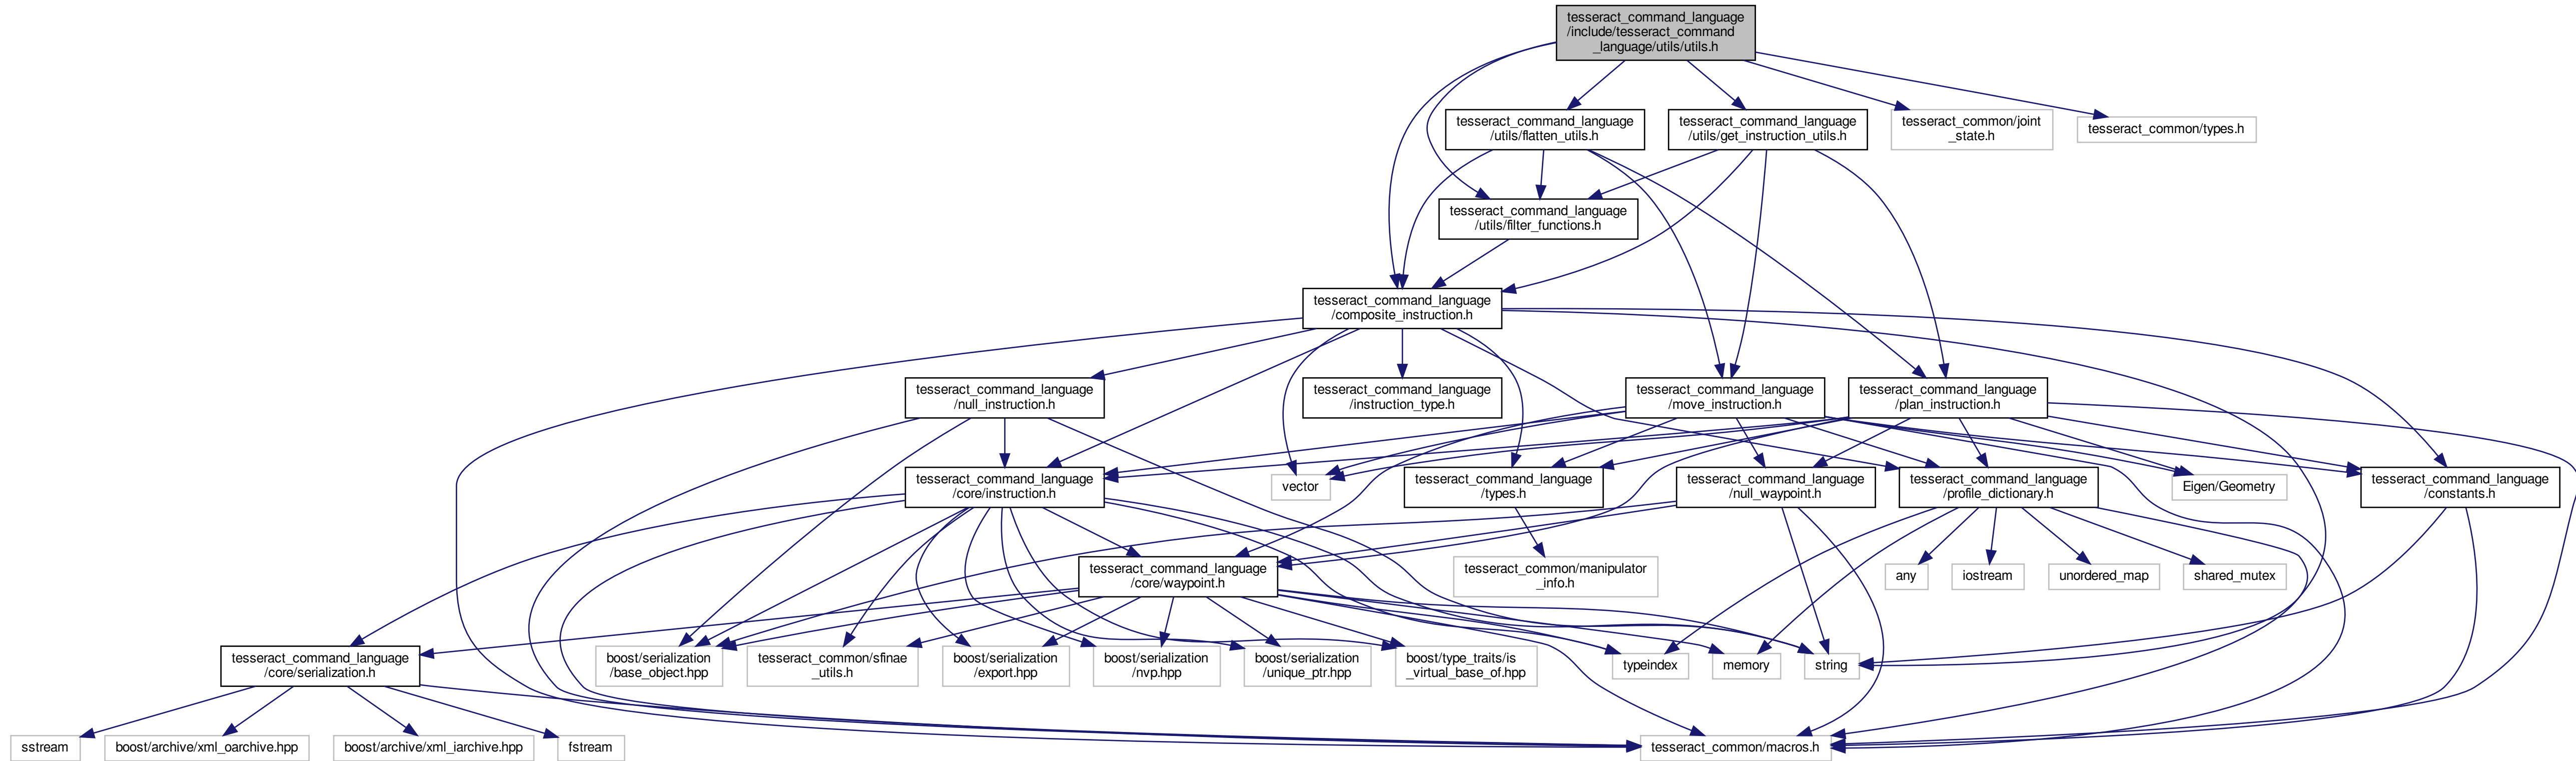 tesseract_command_language
/include/tesseract_command
_language/utils/utils.h
tesseract_command_language
/utils/flatten_utils.h
tesseract_command_language
/utils/get_instruction_utils.h
tesseract_common/joint
_state.h
tesseract_common/types.h
tesseract_command_language
/utils/filter_functions.h
tesseract_command_language
/composite_instruction.h
tesseract_command_language
/null_instruction.h
tesseract_command_language
/instruction_type.h
tesseract_command_language
/move_instruction.h
tesseract_command_language
/plan_instruction.h
tesseract_command_language
/core/instruction.h
vector
tesseract_command_language
/types.h
tesseract_command_language
/null_waypoint.h
tesseract_command_language
/profile_dictionary.h
Eigen/Geometry
tesseract_command_language
/constants.h
tesseract_command_language
/core/waypoint.h
tesseract_common/manipulator
_info.h
any
iostream
unordered_map
shared_mutex
tesseract_command_language
/core/serialization.h
boost/serialization
/base_object.hpp
tesseract_common/sfinae
_utils.h
boost/serialization
/export.hpp
boost/serialization
/nvp.hpp
boost/serialization
/unique_ptr.hpp
boost/type_traits/is
_virtual_base_of.hpp
typeindex
memory
string
sstream
boost/archive/xml_oarchive.hpp
boost/archive/xml_iarchive.hpp
fstream
tesseract_common/macros.h